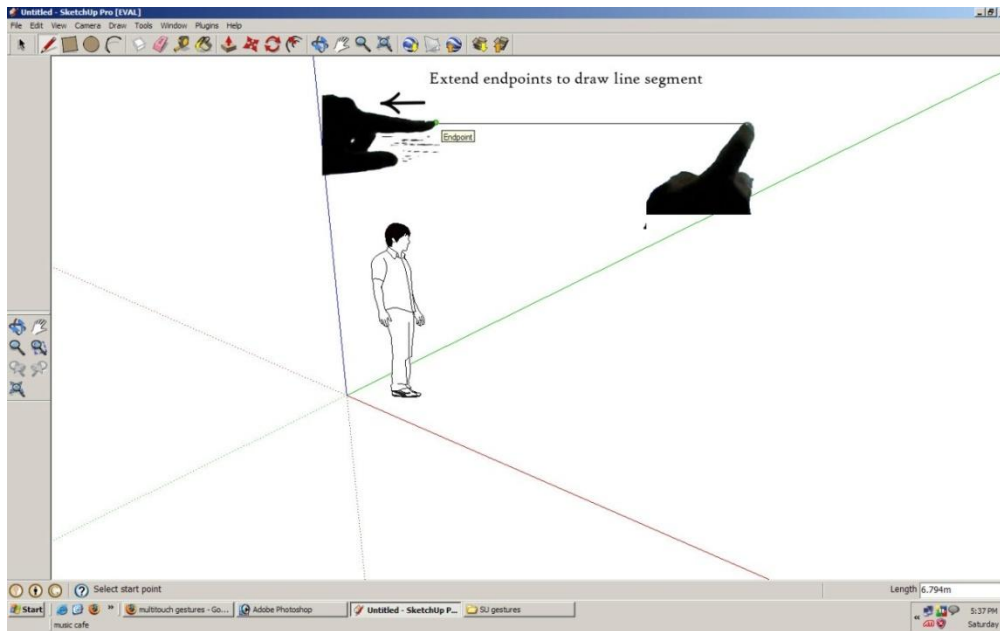 Untitled - SketchUp Pro [EVAL]
File Edit View Camera Draw Tools Window Plugins Help
Extend endpoints to draw line segment
Endpoint
Select start point
Length 6.794m
Start » multitouch gestures - Go... Adobe Photoshop Untitled - SketchUp P... SU gestures « 5:37 PM
music cafe Saturday